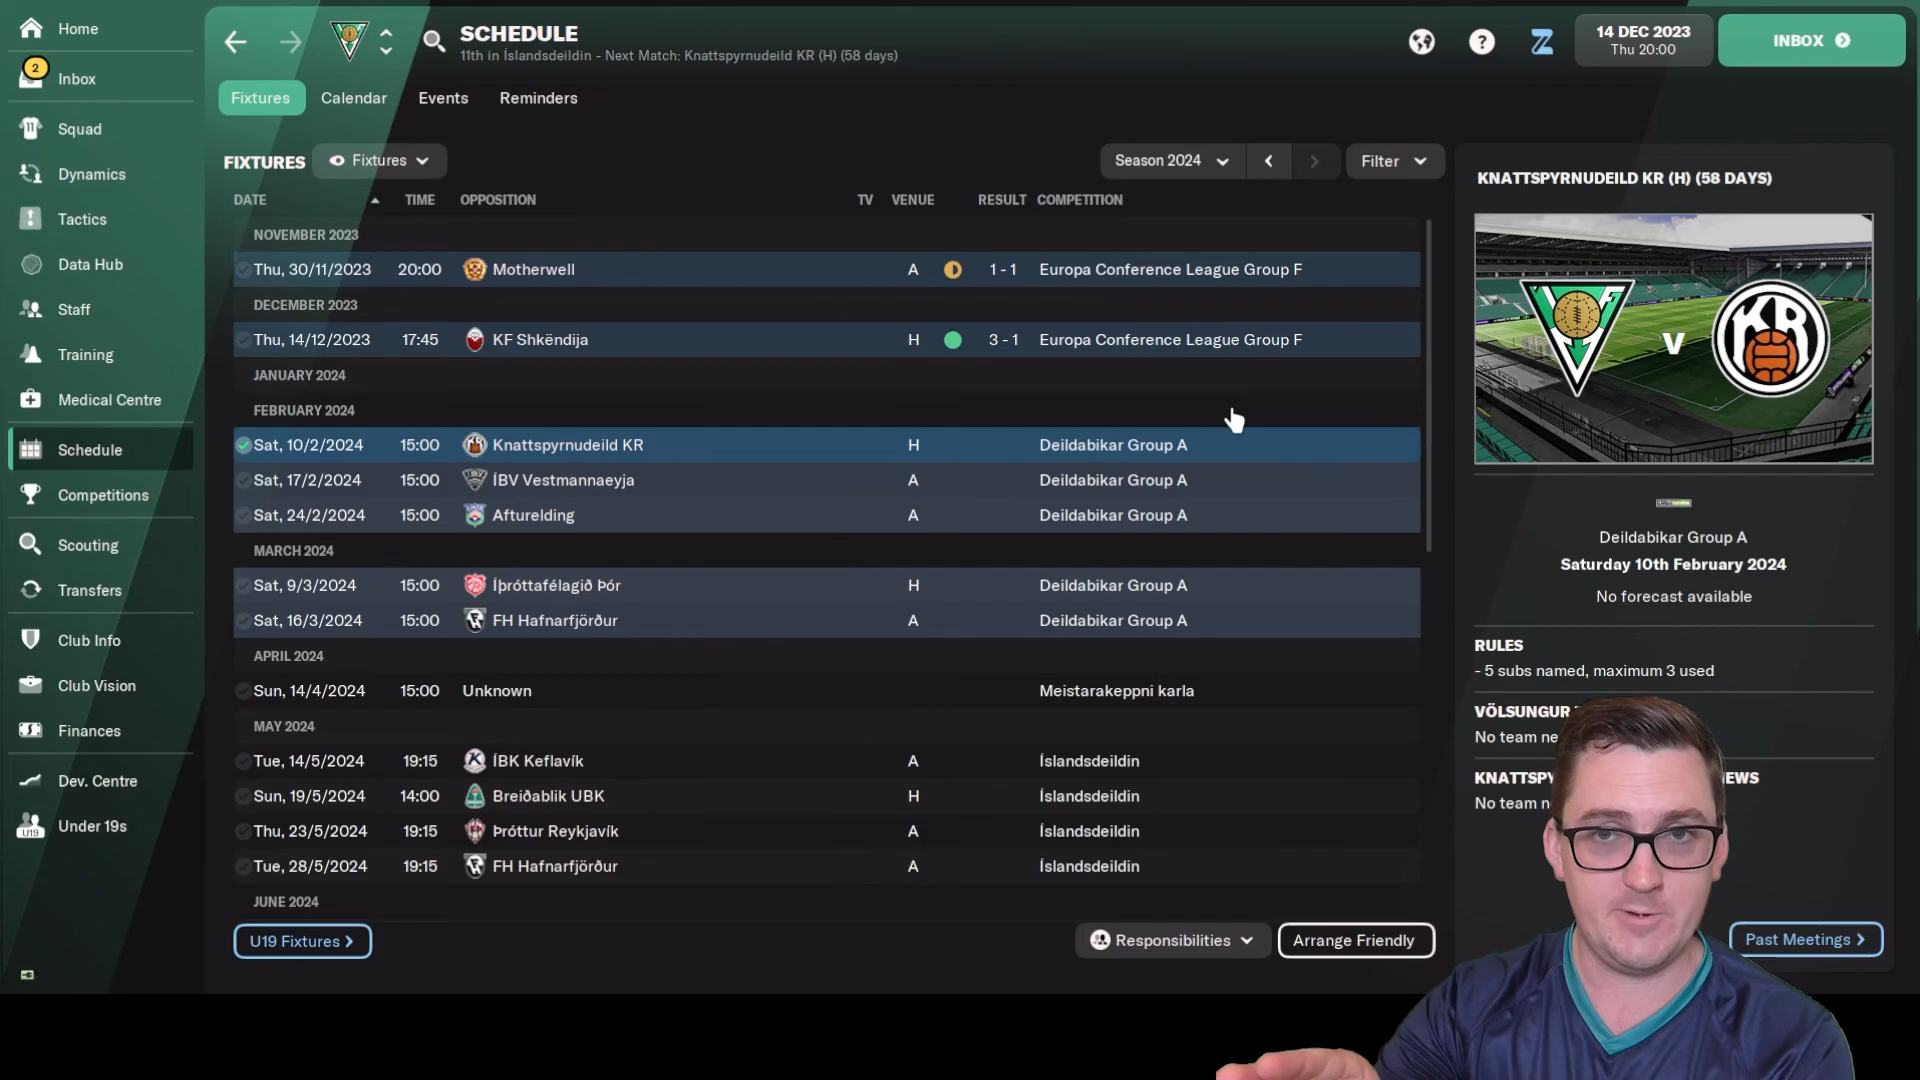 Home
2
Inbox
Squad
Dynamics
Tactics
Data Hub
Staff
Training
Medical Centre
Schedule
Competitions
Scouting
Transfers
Club Info
Club Vision
Finances
Dev. Centre
U19
Under 19s
SCHEDULE
11th in Íslandsdeildin - Next Match: Knattspyrnudeild KR (H) (58 days)
14 DEC 2023
Thu 20:00
INBOX
Fixtures Calendar Events Reminders
FIXTURES Fixtures Season 2024 Filter
DATE TIME OPPOSITION TV VENUE RESULT COMPETITION
NOVEMBER 2023
Thu, 30/11/2023 20:00 Motherwell A 1 - 1 Europa Conference League Group F
DECEMBER 2023
Thu, 14/12/2023 17:45 KF Shkëndija H 3 - 1 Europa Conference League Group F
JANUARY 2024
FEBRUARY 2024
Sat, 10/2/2024 15:00 Knattspyrnudeild KR H Deildabikar Group A
Sat, 17/2/2024 15:00 ÍBV Vestmannaeyja A Deildabikar Group A
Sat, 24/2/2024 15:00 Afturelding A Deildabikar Group A
MARCH 2024
Sat, 9/3/2024 15:00 Íþróttafélagið Þór H Deildabikar Group A
Sat, 16/3/2024 15:00 FH Hafnarfjörður A Deildabikar Group A
APRIL 2024
Sun, 14/4/2024 15:00 Unknown Meistarakeppni karla
MAY 2024
Tue, 14/5/2024 19:15 ÍBK Keflavík A Íslandsdeildin
Sun, 19/5/2024 14:00 Breiðablik UBK H Íslandsdeildin
Thu, 23/5/2024 19:15 Þróttur Reykjavík A Íslandsdeildin
Tue, 28/5/2024 19:15 FH Hafnarfjörður A Íslandsdeildin
JUNE 2024
U19 Fixtures
Responsibilities
Arrange Friendly
KNATTSPYRNUDEILD KR (H) (58 DAYS)
V
KR
Deildabikar Group A
Saturday 10th February 2024
No forecast available
RULES
- 5 subs named, maximum 3 used
VÖLSUNGUR
No team ne
KNATTSPY EWS
No team n
Past Meetings